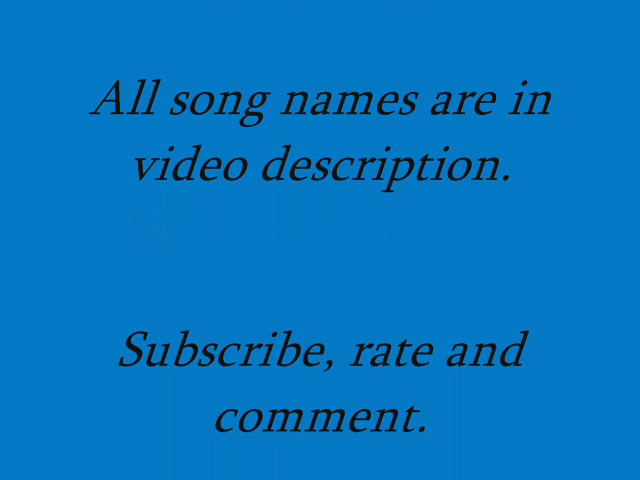 All song names are in
video description.
Subscribe, rate and
comment.